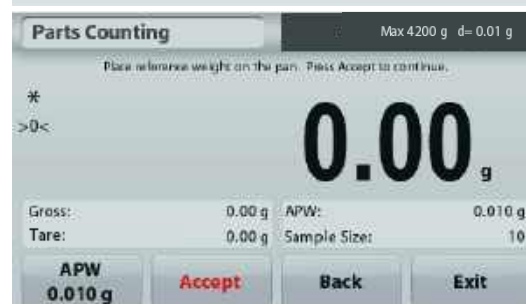 Parts Counting
Max 4200 g d= 0.01 g
Place reference weight on the pan. Press Accept to continue.
*
>0<
0.00 g
Gross: 0.00 g APW: 0.010 g
Tare: 0.00 g Sample Size: 10
APW Accept Back Exit
0.010 g